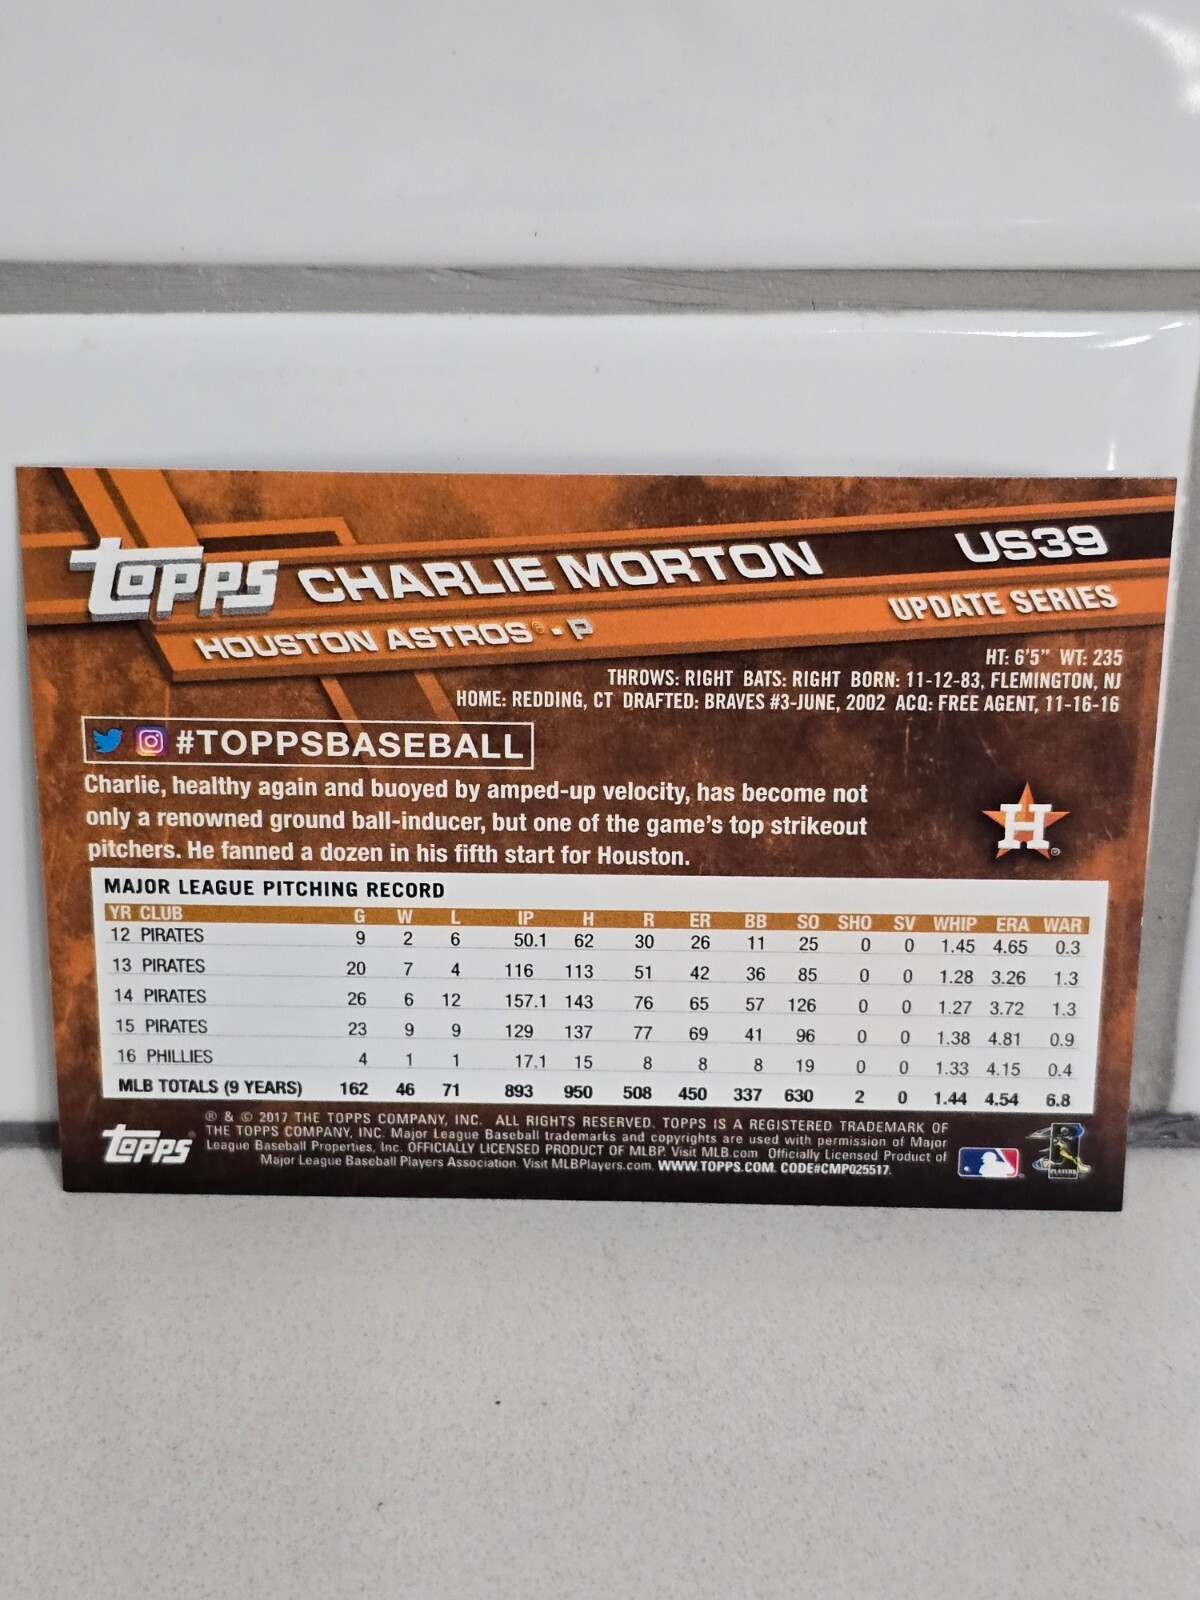 topps CHARLIE MORTON US39
HOUSTON ASTROS® - P UPDATE SERIES
HT: 6'5" WT: 235
THROWS: RIGHT BATS: RIGHT BORN: 11-12-83, FLEMINGTON, NJ
HOME: REDDING, CT DRAFTED: BRAVES #3-JUNE, 2002 ACQ: FREE AGENT, 11-16-16
#TOPPSBASEBALL
Charlie, healthy again and buoyed by amped-up velocity, has become not
only a renowned ground ball-inducer, but one of the game's top strikeout
pitchers. He fanned a dozen in his fifth start for Houston.
H ®
MAJOR LEAGUE PITCHING RECORD
YR CLUB G W L IP H R ER BB SO SHO SV WHIP ERA WAR
12 PIRATES 9 2 6 50.1 62 30 26 11 25 0 0 1.45 4.65 0.3
13 PIRATES 20 7 4 116 113 51 42 36 85 0 0 1.28 3.26 1.3
14 PIRATES 26 6 12 157.1 143 76 65 57 126 0 0 1.27 3.72 1.3
15 PIRATES 23 9 9 129 137 77 69 41 96 0 0 1.38 4.81 0.9
16 PHILLIES 4 1 1 17.1 15 8 8 8 19 0 0 1.33 4.15 0.4
MLB TOTALS (9 YEARS) 162 46 71 893 950 508 450 337 630 2 0 1.44 4.54 6.8
topps®
® & © 2017 THE TOPPS COMPANY, INC. ALL RIGHTS RESERVED. TOPPS IS A REGISTERED TRADEMARK OF
THE TOPPS COMPANY, INC. Major League Baseball trademarks and copyrights are used with permission of Major
League Baseball Properties, Inc. OFFICIALLY LICENSED PRODUCT OF MLBP. Visit MLB.com Officially Licensed Product of
Major League Baseball Players Association. Visit MLBPlayers.com. WWW.TOPPS.COM. CODE#CMP025517.
PLAYERS